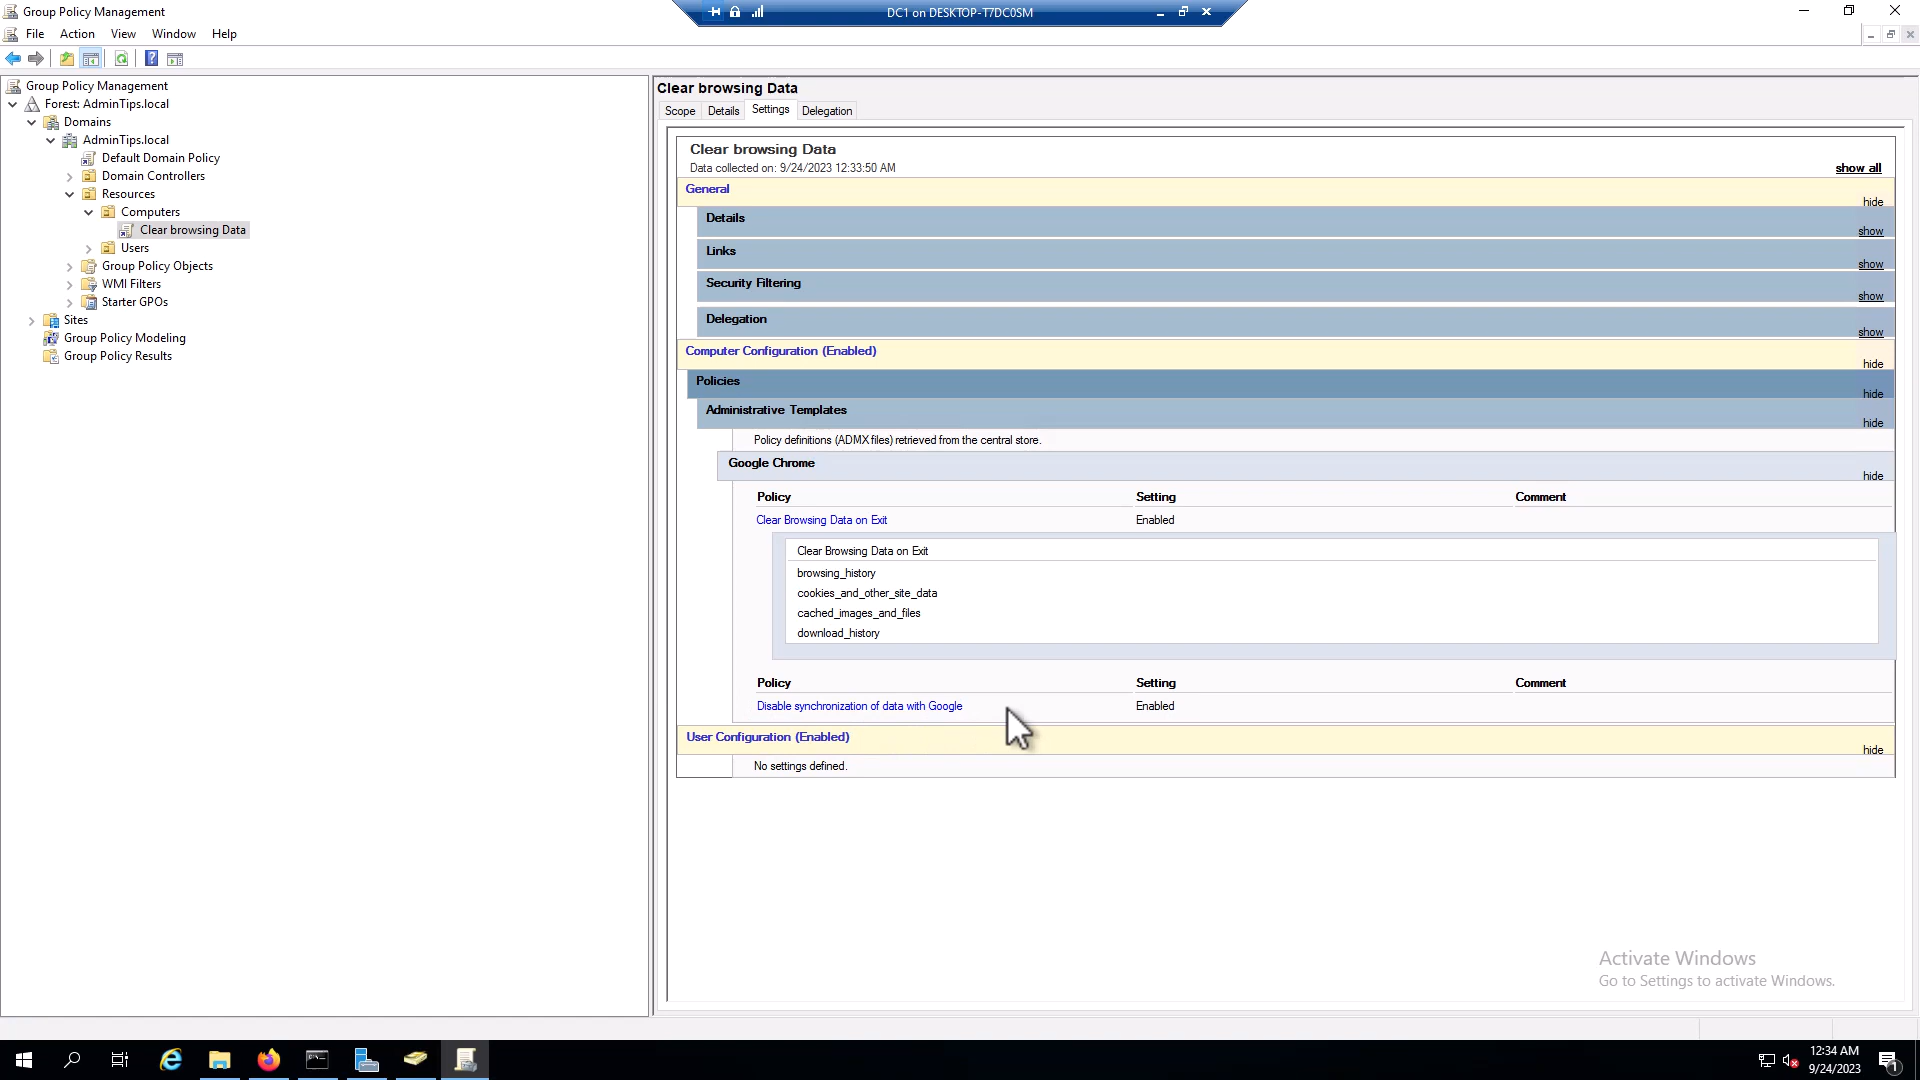 Group Policy Management
DC1 on DESKTOP-T7DC0SM
File Action View Window Help
Group Policy Management
Forest: AdminTips.local
Domains
AdminTips.local
Default Domain Policy
Domain Controllers
Resources
Computers
Clear browsing Data
Users
Group Policy Objects
WMI Filters
Starter GPOs
Sites
Group Policy Modeling
Group Policy Results
Clear browsing Data
Scope Details Settings Delegation
Clear browsing Data
Data collected on: 9/24/2023 12:33:50 AM
show all
General
hide
Details
show
Links
show
Security Filtering
show
Delegation
show
Computer Configuration (Enabled)
hide
Policies
hide
Administrative Templates
hide
Policy definitions (ADMX files) retrieved from the central store.
Google Chrome
hide
Policy Setting Comment
Clear Browsing Data on Exit Enabled
Clear Browsing Data on Exit
browsing_history
cookies_and_other_site_data
cached_images_and_files
download_history
Policy Setting Comment
Disable synchronization of data with Google Enabled
User Configuration (Enabled)
hide
No settings defined.
Activate Windows
Go to Settings to activate Windows.
12:34 AM
9/24/2023
1